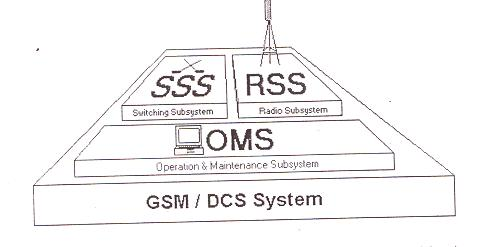 SSS
Switching Subsystem
RSS
Radio Subsystem
OMS
Operation & Maintenance Subsystem
GSM / DCS System